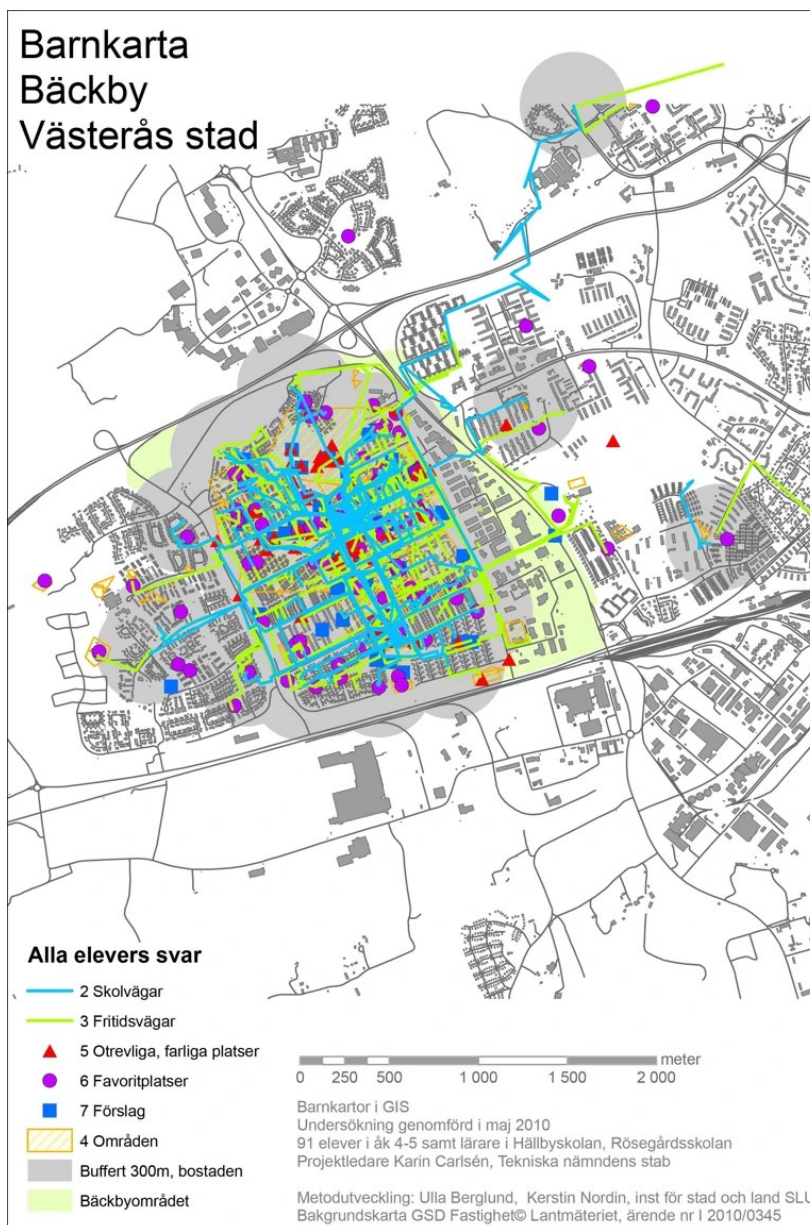 Barnkarta
Bäckby
Västerås stad
Alla elevers svar
2 Skolvägar
3 Fritidsvägar
5 Otrevliga, farliga platser
6 Favoritplatser
7 Förslag
4 Områden
Buffert 300m, bostaden
Bäckbyområdet
meter
0 250 500 1 000 1 500 2 000
Barnkartor i GIS
Undersökning genomförd i maj 2010
91 elever i åk 4-5 samt lärare i Hällbyskolan, Rösegårdsskolan
Projektledare Karin Carlsén, Tekniska nämndens stab
Metodutveckling: Ulla Berglund, Kerstin Nordin, inst för stad och land SLU
Bakgrundskarta GSD Fastighet© Lantmäteriet, ärende nr I 2010/0345